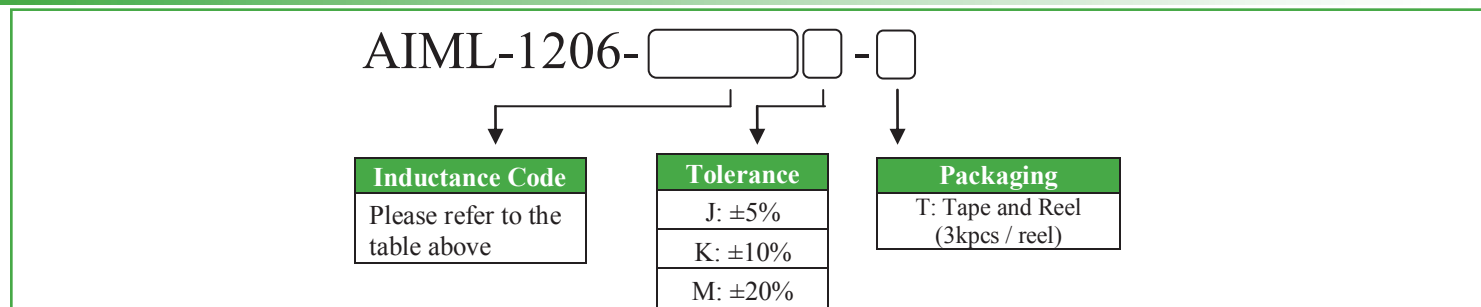 AIML-1206- -
Inductance Code
Please refer to the
table above
Tolerance
J: ±5%
K: ±10%
M: ±20%
Packaging
T: Tape and Reel
(3kpcs / reel)